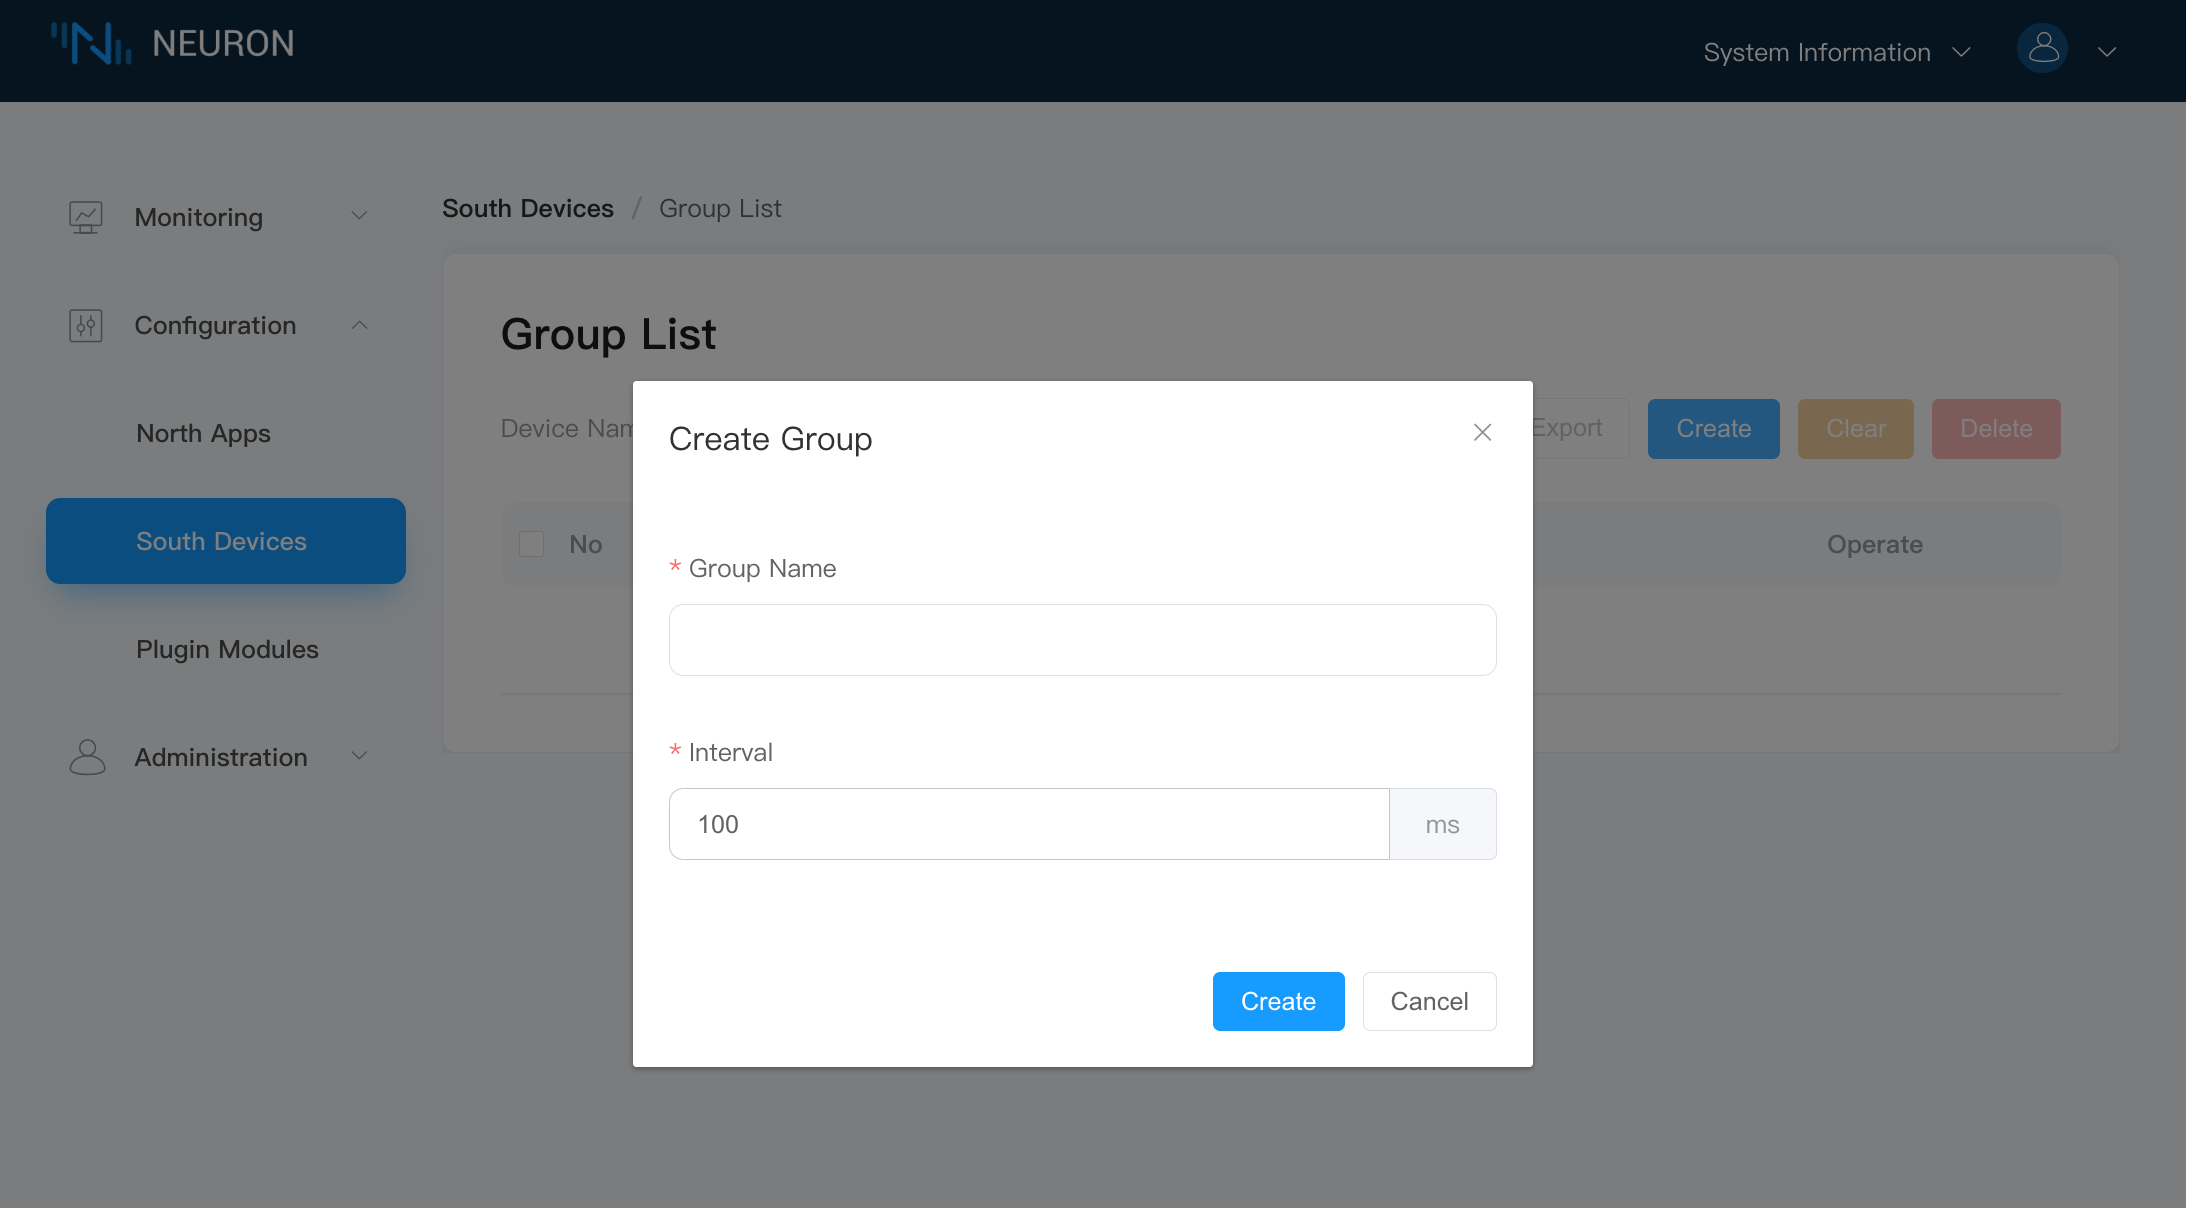 NEURON
System Information
Monitoring
South Devices / Group List
Configuration
Group List
North Apps
Device Nam
Export
Create
Clear
Delete
South Devices
No
Operate
Plugin Modules
Administration
Create Group
* Group Name
* Interval
100
ms
Create
Cancel